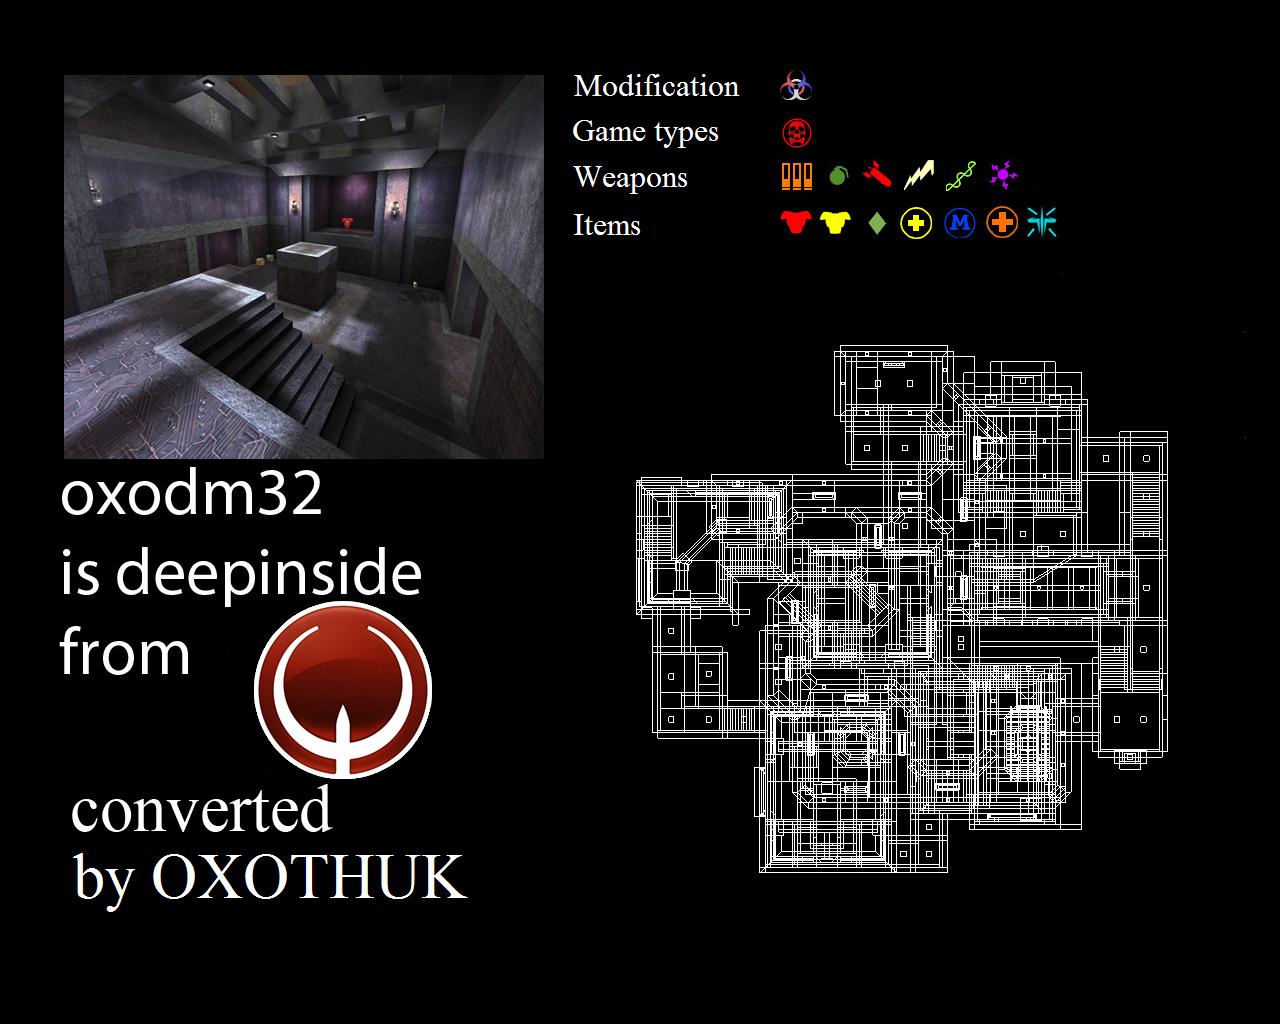 Modification
Game types
Weapons
Items
M
oxodm32
is deepinside
from
converted
by OXOTHUK